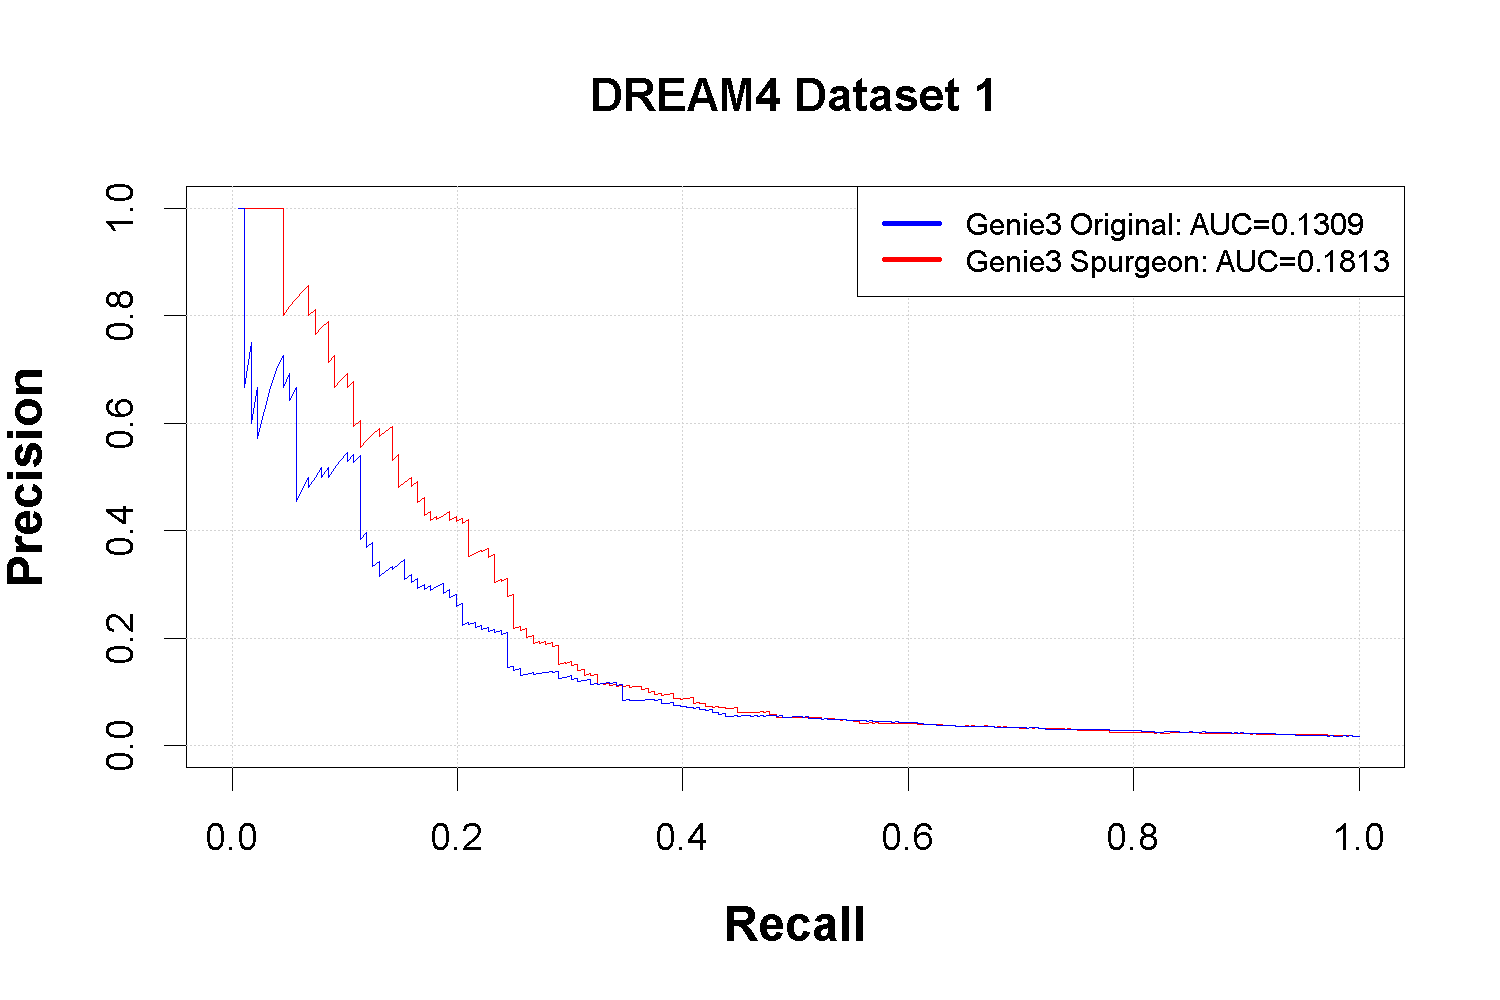 DREAM4 Dataset 1
Genie3 Original: AUC=0.1309
Genie3 Spurgeon: AUC=0.1813
Precision
1.0
0.8
0.6
0.4
0.2
0.0
0.0 0.2 0.4 0.6 0.8 1.0
Recall